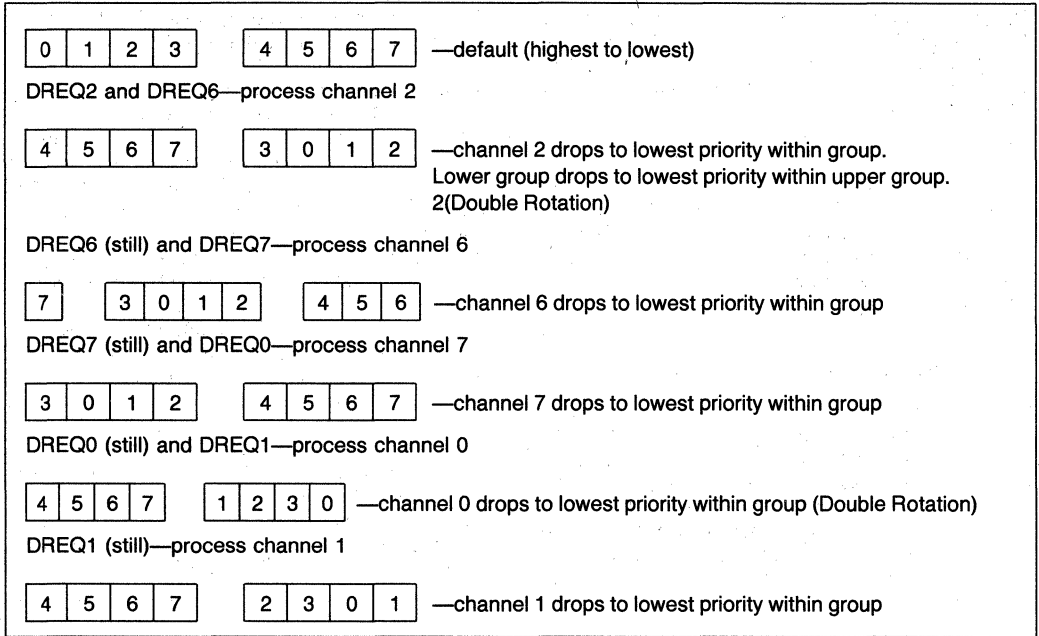 0 1 2 3 4 5 6 7 —default (highest to lowest)
DREQ2 and DREQ6—process channel 2
4 5 6 7 3 0 1 2 —channel 2 drops to lowest priority within group.
Lower group drops to lowest priority within upper group.
2(Double Rotation)
DREQ6 (still) and DREQ7—process channel 6
7 3 0 1 2 4 5 6 —channel 6 drops to lowest priority within group
DREQ7 (still) and DREQ0—process channel 7
3 0 1 2 4 5 6 7 —channel 7 drops to lowest priority within group
DREQ0 (still) and DREQ1—process channel 0
4 5 6 7 1 2 3 0 —channel 0 drops to lowest priority within group (Double Rotation)
DREQ1 (still)—process channel 1
4 5 6 7 2 3 0 1 —channel 1 drops to lowest priority within group